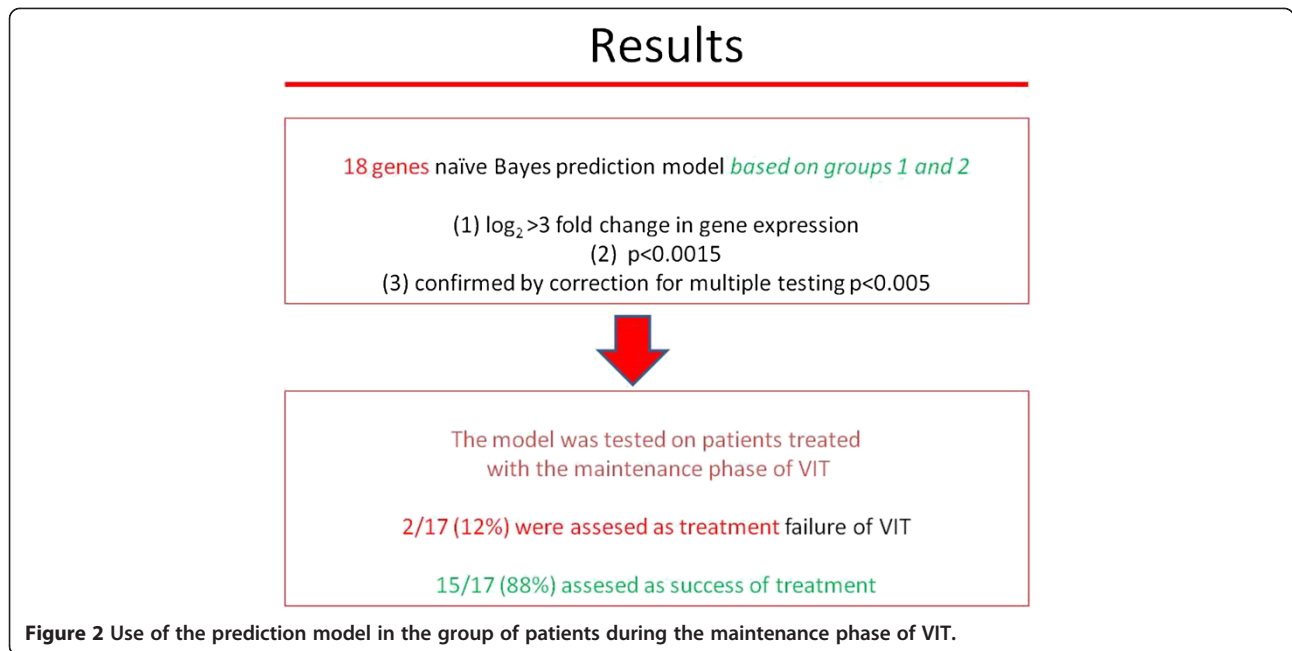 Results
18 genes naïve Bayes prediction model based on groups 1 and 2
(1) log₂ >3 fold change in gene expression
(2) p<0.0015
(3) confirmed by correction for multiple testing p<0.005
The model was tested on patients treated
with the maintenance phase of VIT
2/17 (12%) were assesed as treatment failure of VIT
15/17 (88%) assesed as success of treatment
Figure 2 Use of the prediction model in the group of patients during the maintenance phase of VIT.